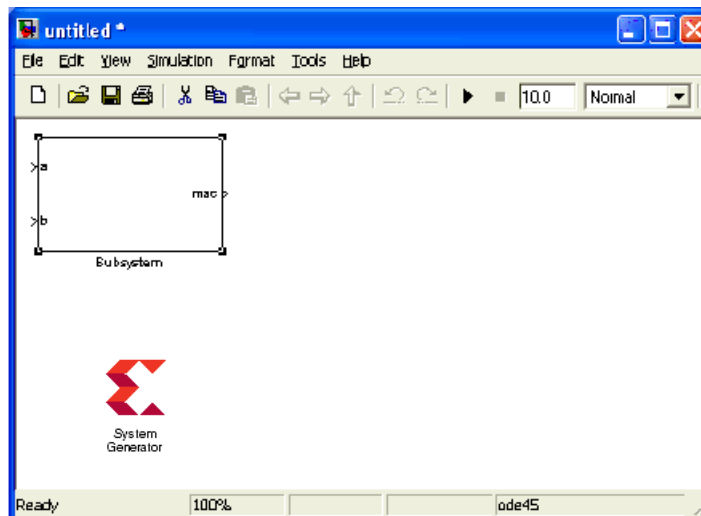 untitled *
File Edit View Simulation Format Tools Help
10.0 Normal
a
mac
b
Subsystem
System
Generator
Ready 100% ode45